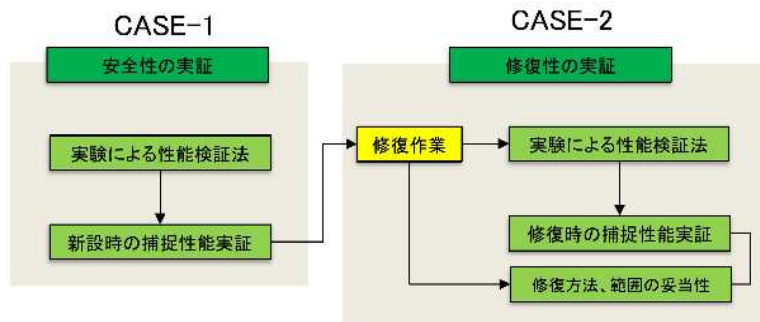 CASE-1
安全性の実証
実験による性能検証法
新設時の捕捉性能実証
CASE-2
修復性の実証
修復作業
実験による性能検証法
修復時の捕捉性能実証
修復方法、範囲の妥当性